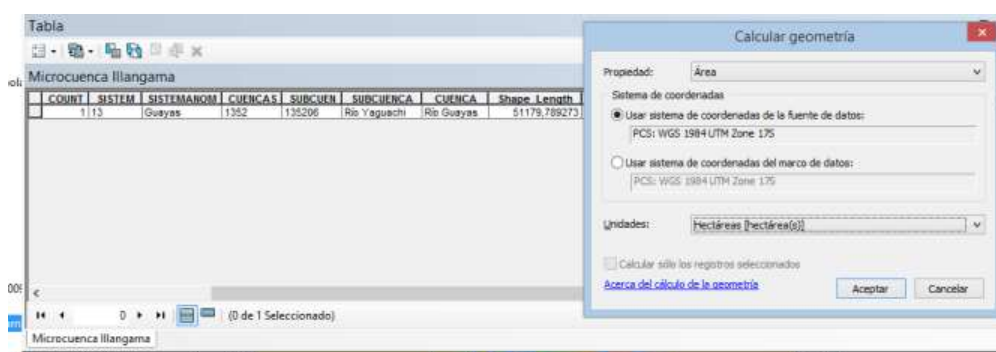 Tabla
Microcuenca Illangama
COUNT SISTEM SISTEMANOM CUENCAS SUBCUEN SUBCUENCA CUENCA Shape_Length
1 13 Guayas 1352 135206 Río Yaguachi Río Guayas 51179,789273
(0 de 1 Seleccionado)
Microcuenca Illangama
Calcular geometría
Propiedad: Área
Sistema de coordenadas
Usar sistema de coordenadas de la fuente de datos:
PCS: WGS 1984 UTM Zone 17S
Usar sistema de coordenadas del marco de datos:
PCS: WGS 1984 UTM Zone 17S
Unidades: Hectáreas [hectárea(s)]
Calcular sólo los registros seleccionados
Acerca del cálculo de la geometría
Aceptar Cancelar